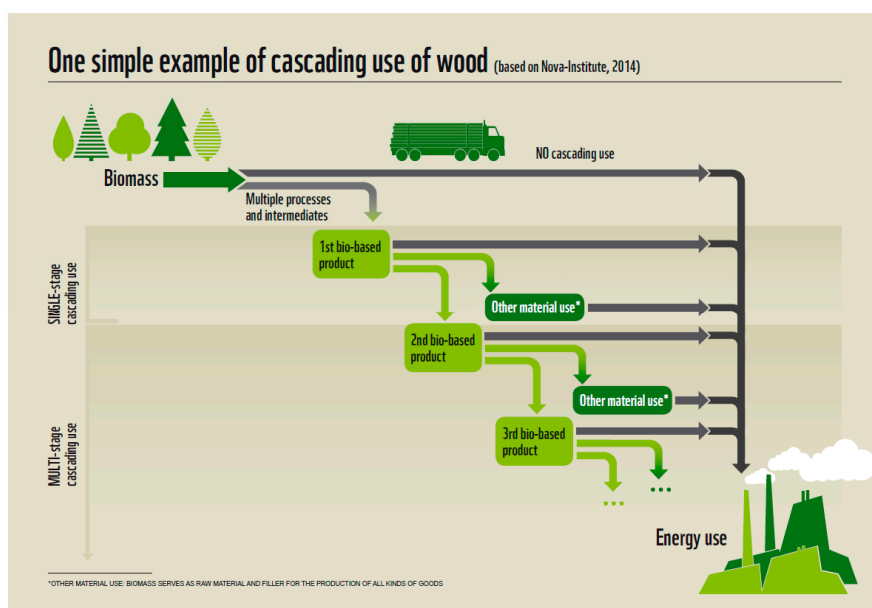 One simple example of cascading use of wood (based on Nova-Institute, 2014)
NO cascading use
Biomass
Multiple processes
and intermediates
SINGLE-stage
cascading use
1st bio-based
product
Other material use*
MULTI-stage
cascading use
2nd bio-based
product
Other material use*
3rd bio-based
product
...
...
Energy use
*OTHER MATERIAL USE: BIOMASS SERVES AS RAW MATERIAL AND FILLER FOR THE PRODUCTION OF ALL KINDS OF GOODS